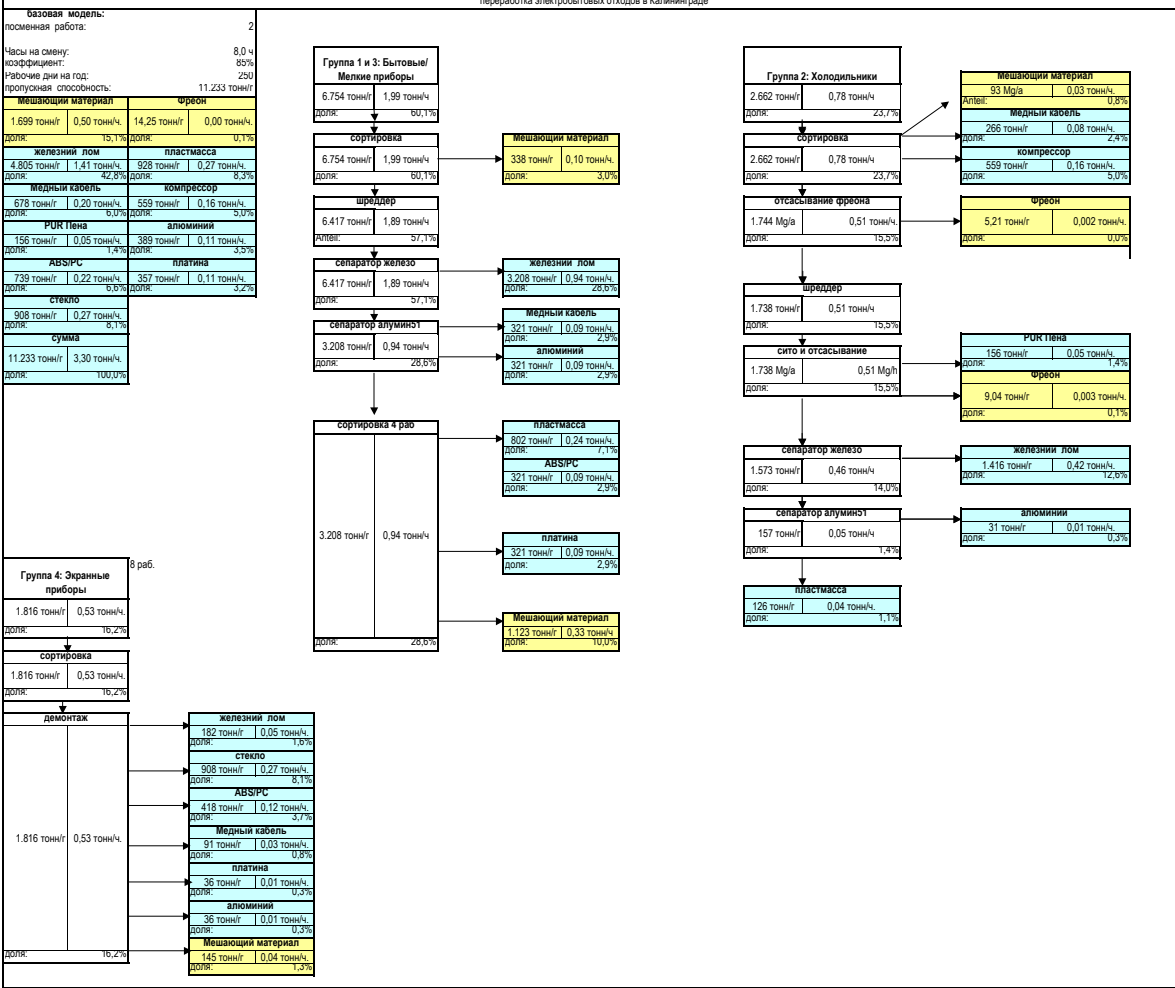 переработка электробытовых отходов в Калининграде
базовая модель:
посменная работа: 2
Часы на смену: 8,0 ч
коэффициент: 85%
Рабочие дни на год: 250
пропускная способность: 11.233 тонн/г
Мешающий материал Фреон
1.699 тонн/г 0,50 тонн/ч. 14,25 тонн/г 0,00 тонн/ч.
доля: 15,1% доля: 0,1%
железний лом пластмасса
4.805 тонн/г 1,41 тонн/ч. 928 тонн/г 0,27 тонн/ч.
доля: 42,8% доля: 8,3%
Медный кабель компрессор
678 тонн/г 0,20 тонн/ч. 559 тонн/г 0,16 тонн/ч.
доля: 6,0% доля: 5,0%
PUR Пена алюминий
156 тонн/г 0,05 тонн/ч. 389 тонн/г 0,11 тонн/ч.
доля: 1,4% доля: 3,5%
ABS/PC платина
739 тонн/г 0,22 тонн/ч. 357 тонн/г 0,11 тонн/ч.
доля: 6,6% доля: 3,2%
стекло
908 тонн/г 0,27 тонн/ч.
доля: 8,1%
сумма
11.233 тонн/г 3,30 тонн/ч.
доля: 100,0%
Группа 1 и 3: Бытовые/
Мелкие приборы
6.754 тонн/г 1,99 тонн/ч
доля: 60,1%
сортировка
6.754 тонн/г 1,99 тонн/ч
доля: 60,1%
Мешающий материал
338 тонн/г 0,10 тонн/ч.
доля: 3,0%
шреддер
6.417 тонн/г 1,89 тонн/ч
Anteil: 57,1%
сепаратор железо
6.417 тонн/г 1,89 тонн/ч
доля: 57,1%
железний лом
3.208 тонн/г 0,94 тонн/ч
доля: 28,6%
сепаратор алумин51
3.208 тонн/г 0,94 тонн/ч
доля: 28,6%
Медный кабель
321 тонн/г 0,09 тонн/ч.
доля: 2,9%
алюминий
321 тонн/г 0,09 тонн/ч.
доля: 2,9%
сортировка 4 раб
3.208 тонн/г 0,94 тонн/ч
доля: 28,6%
пластмасса
802 тонн/г 0,24 тонн/ч.
доля: 7,1%
ABS/PC
321 тонн/г 0,09 тонн/ч.
доля: 2,9%
платина
321 тонн/г 0,09 тонн/ч.
доля: 2,9%
Мешающий материал
1.123 тонн/г 0,33 тонн/ч
доля: 10,0%
Группа 2: Холодильники
2.662 тонн/г 0,78 тонн/ч
доля: 23,7%
сортировка
2.662 тонн/г 0,78 тонн/ч
доля: 23,7%
Мешающий материал
93 Mg/a 0,03 тонн/ч.
Anteil: 0,8%
Медный кабель
266 тонн/г 0,08 тонн/ч.
доля: 2,4%
компрессор
559 тонн/г 0,16 тонн/ч.
доля: 5,0%
отсасывание фреона
1.744 Mg/a 0,51 тонн/ч.
доля: 15,5%
Фреон
5,21 тонн/г 0,002 тонн/ч.
доля: 0,0%
шреддер
1.738 тонн/г 0,51 тонн/ч
доля: 15,5%
сито и отсасывание
1.738 Mg/a 0,51 Mg/h
доля: 15,5%
PUR Пена
156 тонн/г 0,05 тонн/ч.
доля: 1,4%
Фреон
9,04 тонн/г 0,003 тонн/ч.
доля: 0,1%
сепаратор железо
1.573 тонн/г 0,46 тонн/ч
доля: 14,0%
железний лом
1.416 тонн/г 0,42 тонн/ч.
доля: 12,6%
сепаратор алумин51
157 тонн/г 0,05 тонн/ч
доля: 1,4%
алюминий
31 тонн/г 0,01 тонн/ч.
доля: 0,3%
пластмасса
126 тонн/г 0,04 тонн/ч.
доля: 1,1%
8 раб.
Группа 4: Экранные
приборы
1.816 тонн/г 0,53 тонн/ч.
доля: 16,2%
сортировка
1.816 тонн/г 0,53 тонн/ч.
доля: 16,2%
демонтаж
1.816 тонн/г 0,53 тонн/ч.
доля: 16,2%
железний лом
182 тонн/г 0,05 тонн/ч.
доля: 1,6%
стекло
908 тонн/г 0,27 тонн/ч.
доля: 8,1%
ABS/PC
418 тонн/г 0,12 тонн/ч.
доля: 3,7%
Медный кабель
91 тонн/г 0,03 тонн/ч.
доля: 0,8%
платина
36 тонн/г 0,01 тонн/ч.
доля: 0,3%
алюминий
36 тонн/г 0,01 тонн/ч.
доля: 0,3%
Мешающий материал
145 тонн/г 0,04 тонн/ч.
доля: 1,3%